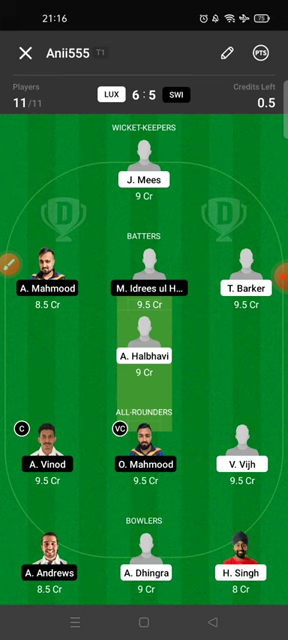 21:16
75
Anii555 T1
PTS
Players
Credits Left
11/11
LUX 6 : 5 SWI
0.5
WICKET-KEEPERS
J. Mees
9 Cr
BATTERS
A. Mahmood
M. Idrees ul H...
T. Barker
8.5 Cr
9.5 Cr
9.5 Cr
A. Halbhavi
9 Cr
ALL-ROUNDERS
C
VC
A. Vinod
O. Mahmood
V. Vijh
9.5 Cr
9.5 Cr
9.5 Cr
BOWLERS
A. Andrews
A. Dhingra
H. Singh
8.5 Cr
9 Cr
8 Cr
D
D